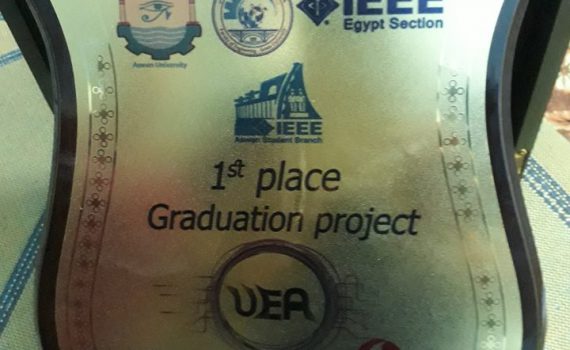 IEEE
Egypt Section
Aswan University
IEEE
Aswan Student Branch
1st place
Graduation project
UEA